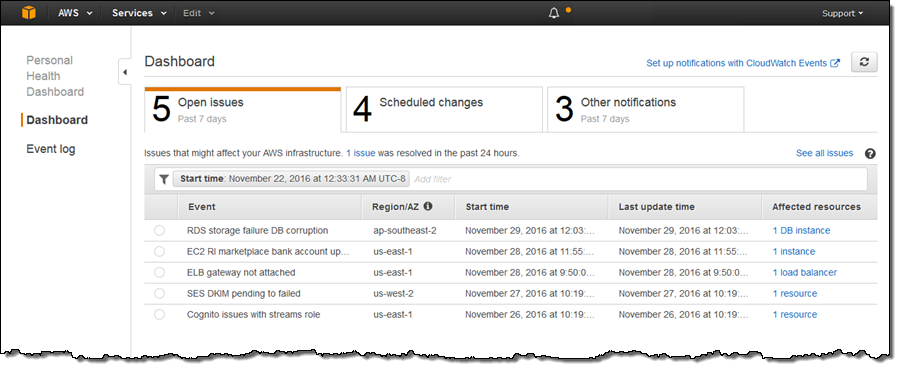 AWS Services Edit Support
Personal
Health
Dashboard
Dashboard
Event log
Dashboard
Set up notifications with CloudWatch Events
5 Open issues
Past 7 days
4 Scheduled changes
3 Other notifications
Past 7 days
Issues that might affect your AWS infrastructure. 1 issue was resolved in the past 24 hours.
See all issues
Start time: November 22, 2016 at 12:33:31 AM UTC-8 Add filter
Event Region/AZ Start time Last update time Affected resources
RDS storage failure DB corruption ap-southeast-2 November 29, 2016 at 12:03:... November 29, 2016 at 12:03:... 1 DB instance
EC2 RI marketplace bank account up... us-east-1 November 28, 2016 at 11:55:... November 28, 2016 at 11:55:... 1 instance
ELB gateway not attached us-east-1 November 28, 2016 at 9:50:0... November 28, 2016 at 9:50:0... 1 load balancer
SES DKIM pending to failed us-west-2 November 27, 2016 at 10:19:... November 27, 2016 at 10:19:... 1 resource
Cognito issues with streams role us-east-1 November 26, 2016 at 10:19:... November 26, 2016 at 10:19:... 1 resource